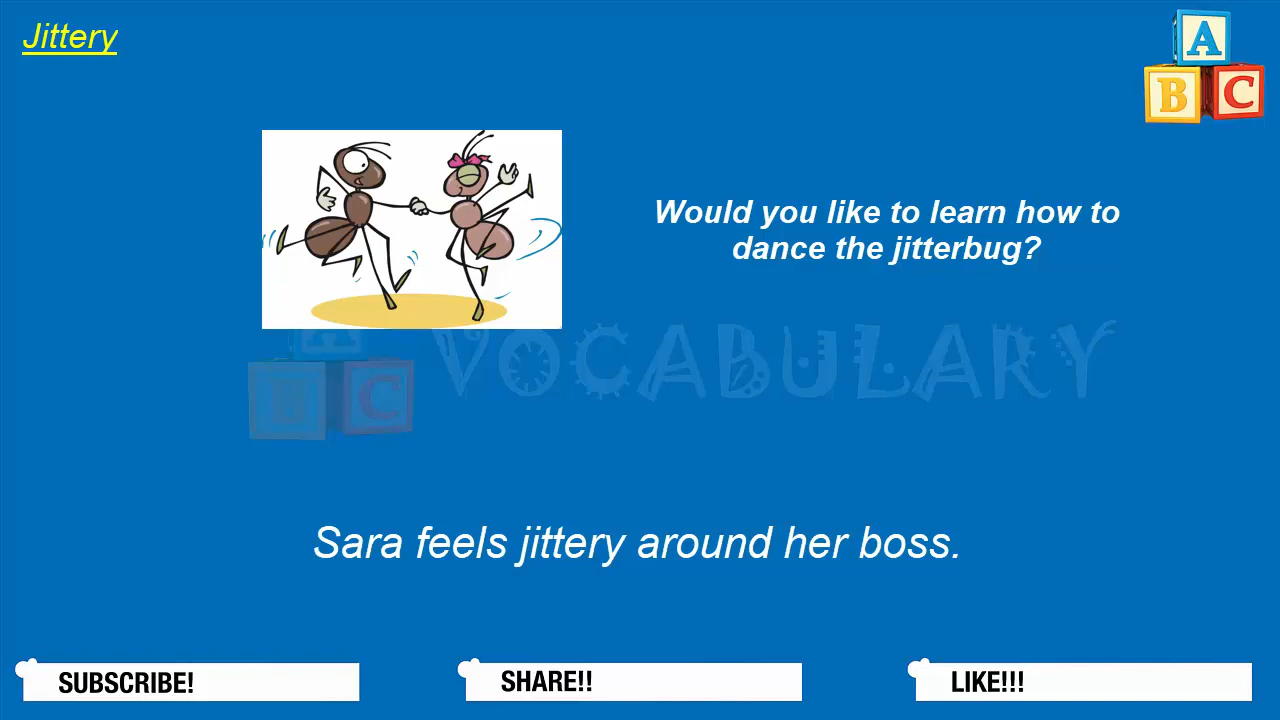 Jittery
A
B C
Would you like to learn how to
dance the jitterbug?
A
B C
VOCABULARY
Sara feels jittery around her boss.
SUBSCRIBE!
SHARE!!
LIKE!!!